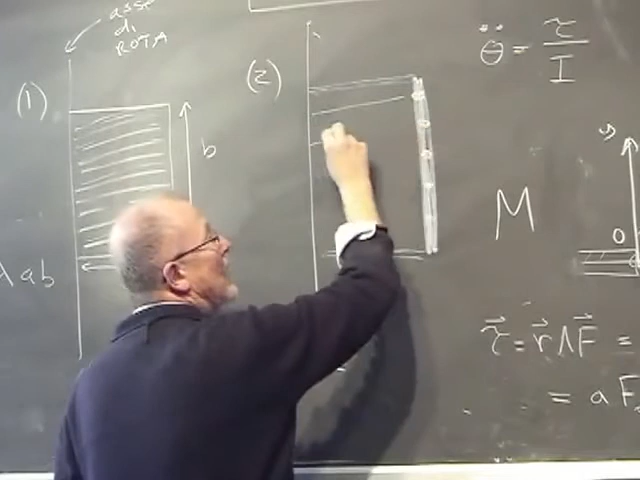 asse
di
ROTA
(1)
b
λab
(2)
θ̈ = τ / I
M
y
0
τ⃗ = r⃗ ∧ F⃗ =
= a F